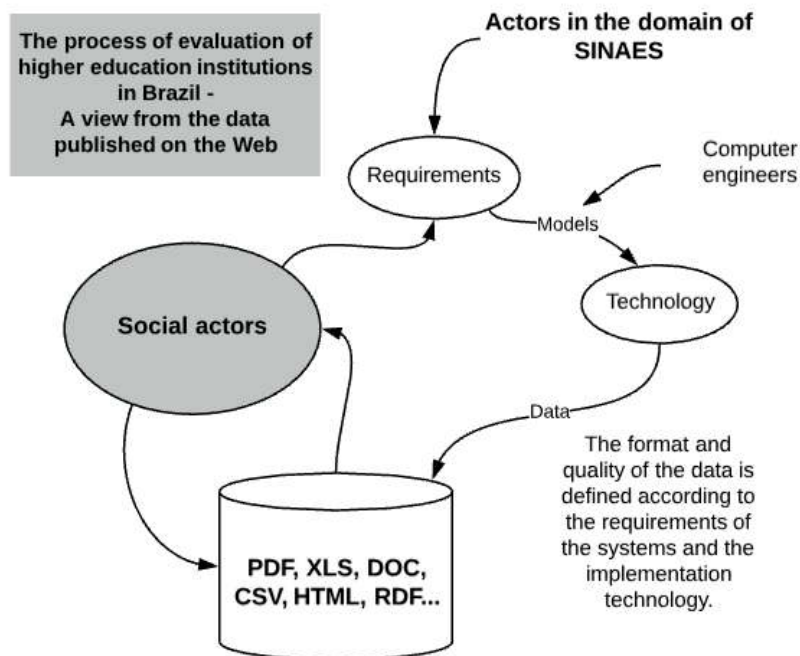 The process of evaluation of
higher education institutions
in Brazil -
A view from the data
published on the Web
Actors in the domain of
SINAES
Requirements
Computer
engineers
Models
Technology
Social actors
Data
The format and
quality of the data is
defined according to
the requirements of
the systems and the
implementation
technology.
PDF, XLS, DOC,
CSV, HTML, RDF...